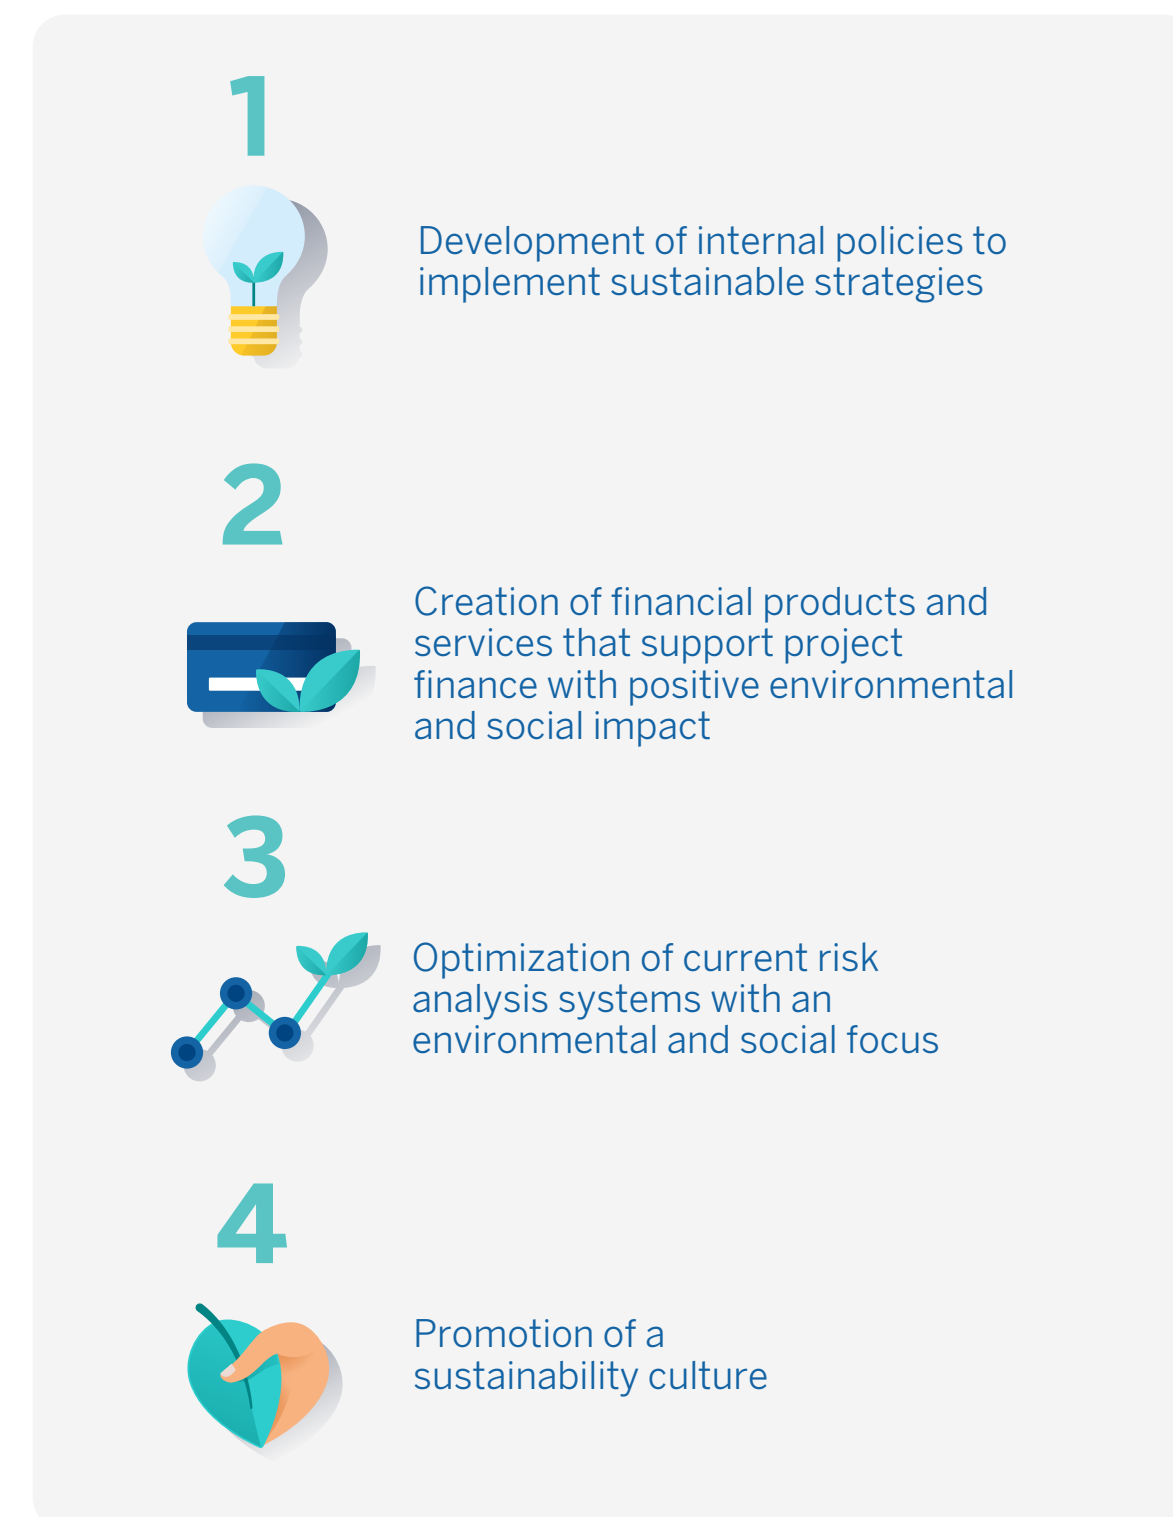 1
Development of internal policies to
implement sustainable strategies
2
Creation of financial products and
services that support project
finance with positive environmental
and social impact
3
Optimization of current risk
analysis systems with an
environmental and social focus
4
Promotion of a
sustainability culture